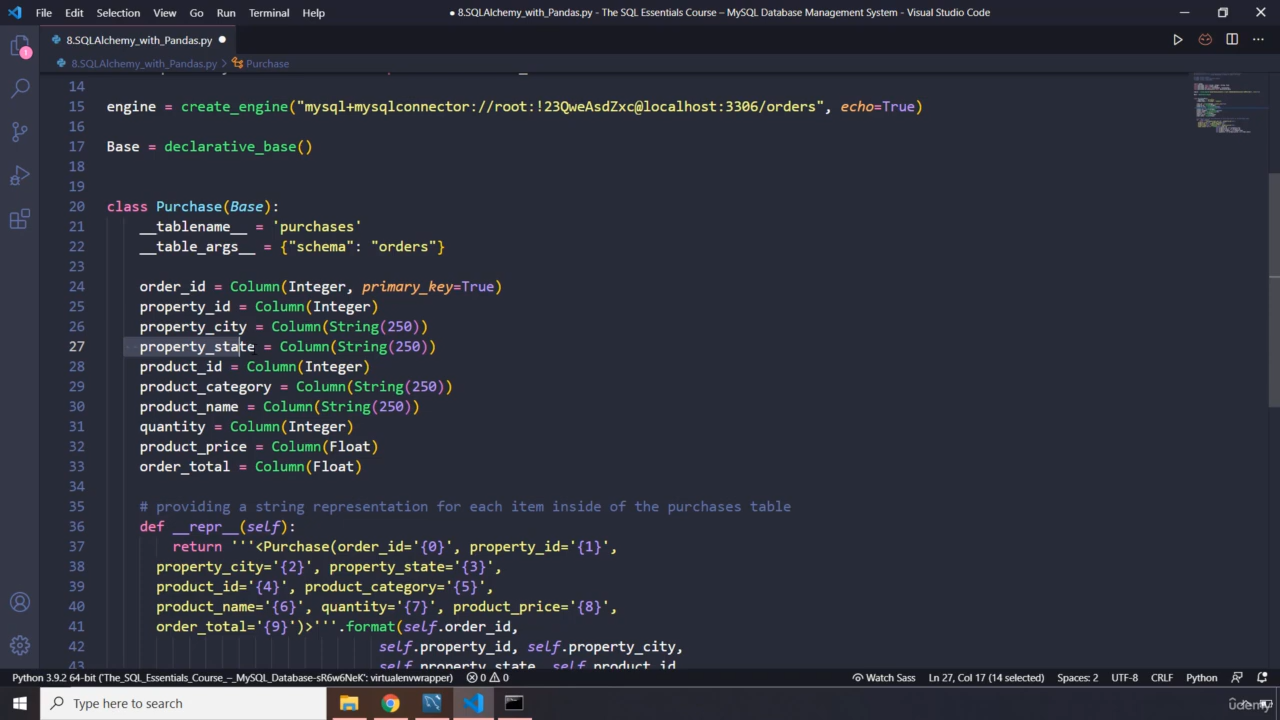 File Edit Selection View Go Run Terminal Help
● 8.SQLAlchemy_with_Pandas.py - The SQL Essentials Course – MySQL Database Management System - Visual Studio Code
8.SQLAlchemy_with_Pandas.py ●
8.SQLAlchemy_with_Pandas.py > Purchase
1
14
15 engine = create_engine("mysql+mysqlconnector://root:!23QweAsdZxc@localhost:3306/orders", echo=True)
16
17 Base = declarative_base()
18
19
20 class Purchase(Base):
21 __tablename__ = 'purchases'
22 __table_args__ = {"schema": "orders"}
23
24 order_id = Column(Integer, primary_key=True)
25 property_id = Column(Integer)
26 property_city = Column(String(250))
27 property_state = Column(String(250))
28 product_id = Column(Integer)
29 product_category = Column(String(250))
30 product_name = Column(String(250))
31 quantity = Column(Integer)
32 product_price = Column(Float)
33 order_total = Column(Float)
34
35 # providing a string representation for each item inside of the purchases table
36 def __repr__(self):
37 return '''<Purchase(order_id='{0}', property_id='{1}',
38 property_city='{2}', property_state='{3}',
39 product_id='{4}', product_category='{5}',
40 product_name='{6}', quantity='{7}', product_price='{8}',
41 order_total='{9}')>'''.format(self.order_id,
42 self.property_id, self.property_city,
43 self.property_state, self.product_id
Python 3.9.2 64-bit ('The_SQL_Essentials_Course_–_MySQL_Database-sR6w6NeK': virtualenvwrapper) 0 0 Watch Sass Ln 27, Col 17 (14 selected) Spaces: 2 UTF-8 CRLF Python
Type here to search
udemy